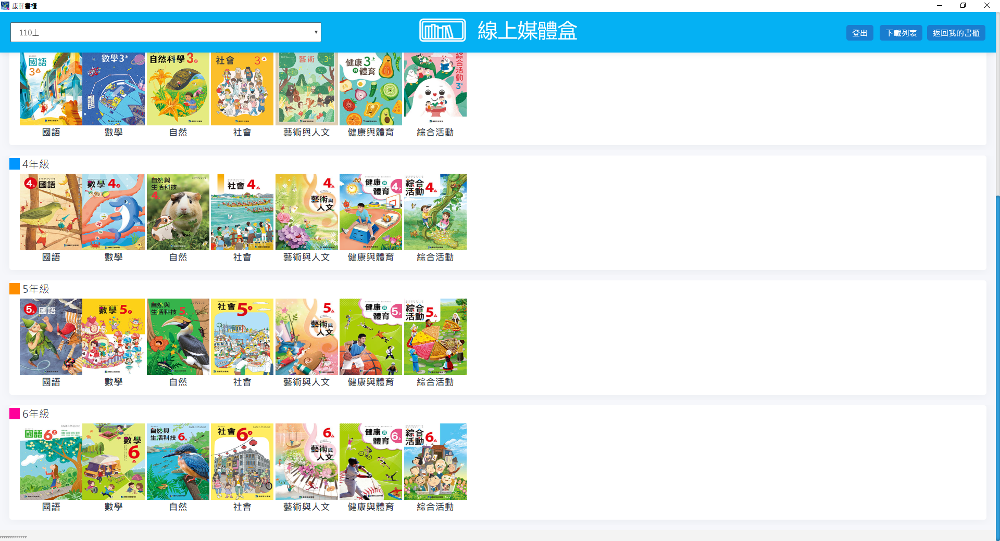 康軒書櫃
110上
線上媒體盒
登出
下載列表
返回我的書櫃
國語 3上
數學3上
自然科學3上
社會 3上
藝術 3上
健康與體育 3上
綜合活動 3上
國語
數學
自然
社會
藝術與人文
健康與體育
綜合活動
4年級
4上 國語
數學 4上
自然與生活科技 4上
社會 4上
藝術與人文 4上
健康與體育 4上
綜合活動 4上
國語
數學
自然
社會
藝術與人文
健康與體育
綜合活動
5年級
5上 國語
數學 5上
自然與生活科技 5上
社會 5上
藝術與人文 5上
健康與體育 5上
綜合活動 5上
國語
數學
自然
社會
藝術與人文
健康與體育
綜合活動
6年級
國語 6上
數學 6上
自然與生活科技 6上
社會 6上
藝術與人文 6上
健康與體育 6上
綜合活動 6上
國語
數學
自然
社會
藝術與人文
健康與體育
綜合活動